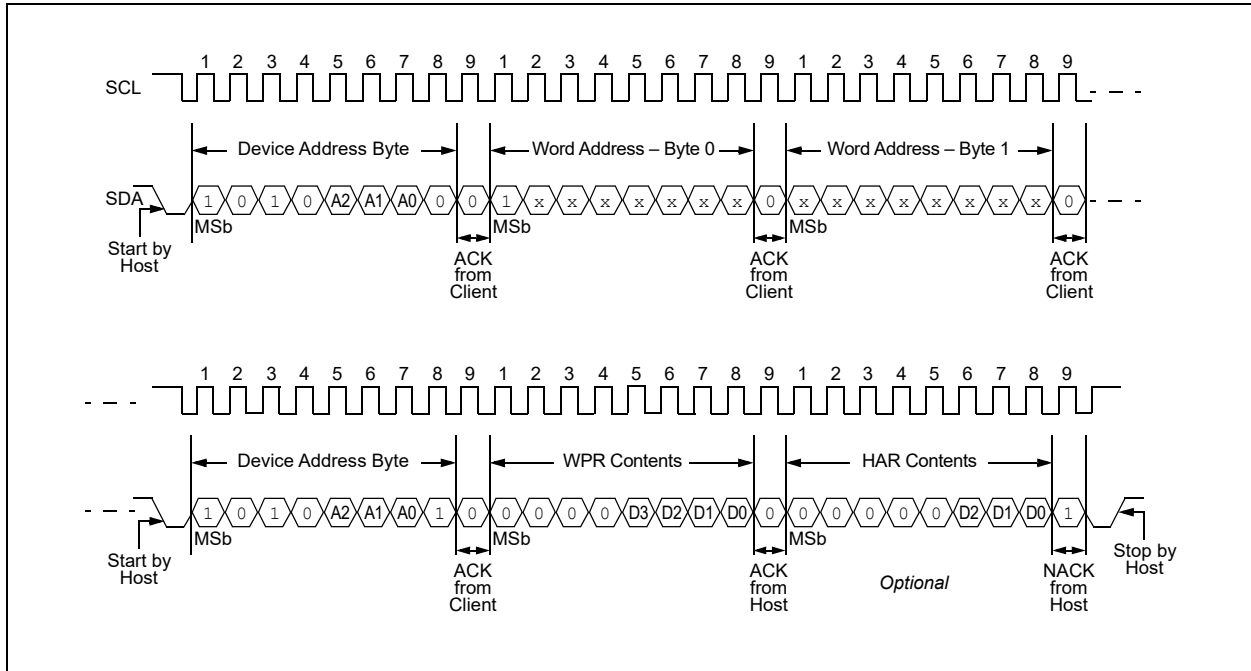 1 2 3 4 5 6 7 8 9 1 2 3 4 5 6 7 8 9 1 2 3 4 5 6 7 8 9
SCL
Device Address Byte
Word Address – Byte 0
Word Address – Byte 1
SDA
1 0 1 0 A2 A1 A0 0 0 1 x x x x x x x 0 x x x x x x x x 0
MSb
MSb
MSb
Start by
Host
ACK
from
Client
ACK
from
Client
ACK
from
Client
1 2 3 4 5 6 7 8 9 1 2 3 4 5 6 7 8 9 1 2 3 4 5 6 7 8 9
Device Address Byte
WPR Contents
HAR Contents
1 0 1 0 A2 A1 A0 1 0 0 0 0 0 D3 D2 D1 D0 0 0 0 0 0 0 D2 D1 D0 1
MSb
MSb
MSb
Start by
Host
ACK
from
Client
ACK
from
Host
Optional
NACK
from
Host
Stop by
Host